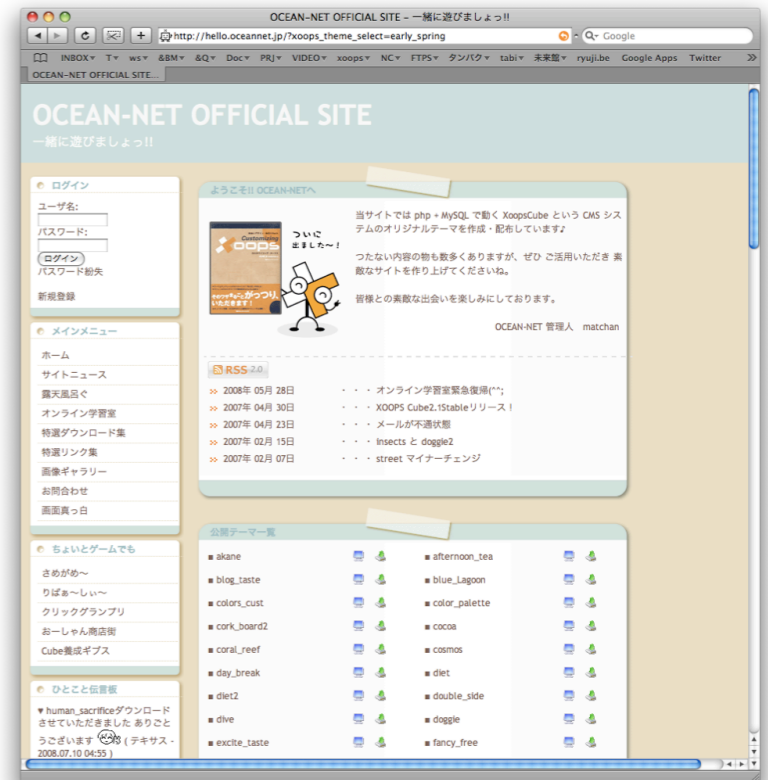 OCEAN-NET OFFICIAL SITE – 一緒に遊びましょっ!!
http://hello.oceannet.jp/?xoops_theme_select=early_spring
Google
INBOX▾ T▾ ws▾ &BM▾ &Q▾ Doc▾ PRJ▾ VIDEO▾ xoops▾ NC▾ FTPS▾ タンパク▾ tabi▾ 未来館▾ ryuji.be Google Apps Twitter
OCEAN-NET OFFICIAL SITE...
OCEAN-NET OFFICIAL SITE
一緒に遊びましょっ!!
ログイン
ユーザ名:
パスワード:
ログイン
パスワード紛失
新規登録
メインメニュー
ホーム
サイトニュース
露天風呂ぐ
オンライン学習室
特選ダウンロード集
特選リンク集
画像ギャラリー
お問合わせ
画面真っ白
ちょいとゲームでも
さめがめ〜
りばぁ〜しぃ〜
クリックグランプリ
おーしゃん商店街
Cube養成ギブス
ひとこと伝言板
♥ human_sacrificeダウンロード
させていただきました ありごと
うございます ( テキサス -
2008.07.10 04:55 )
ようこそ!! OCEAN-NETへ
Customizing
Xoops
そのワザをがっつり、
いただきます!
ついに
出ました〜!
当サイトでは php + MySQL で動く XoopsCube という CMS シス
テムのオリジナルテーマを作成・配布しています♪
つたない内容の物も数多くありますが、ぜひ ご活用いただき 素
敵なサイトを作り上げてくださいね。
皆様との素敵な出会いを楽しみにしております。
OCEAN-NET 管理人 matchan
RSS 2.0
2008年 05月 28日 ・・・ オンライン学習室緊急復帰(^^;
2007年 04月 30日 ・・・ XOOPS Cube2.1Stableリリース！
2007年 04月 23日 ・・・ メールが不通状態
2007年 02月 15日 ・・・ insects と doggie2
2007年 02月 07日 ・・・ street マイナーチェンジ
公開テーマ一覧
■ akane ■ afternoon_tea
■ blog_taste ■ blue_Lagoon
■ colors_cust ■ color_palette
■ cork_board2 ■ cocoa
■ coral_reef ■ cosmos
■ day_break ■ diet
■ diet2 ■ double_side
■ dive ■ doggie
■ excite_taste ■ fancy_free